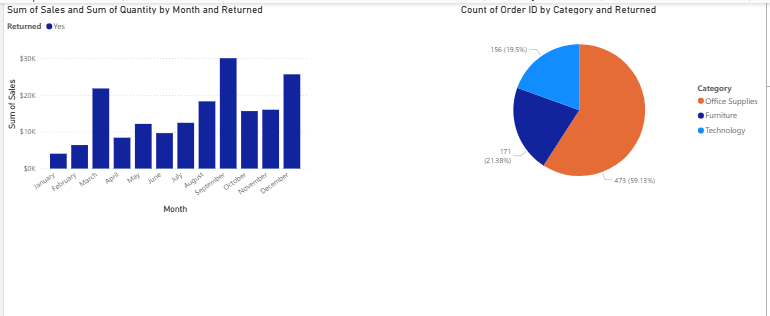 Sum of Sales and Sum of Quantity by Month and Returned
Returned Yes
$30K
$20K
$10K
$0K
Sum of Sales
January
February
March
April
May
June
July
August
September
October
November
December
Month
Count of Order ID by Category and Returned
156 (19.5%)
171
(21.38%)
473 (59.13%)
Category
Office Supplies
Furniture
Technology